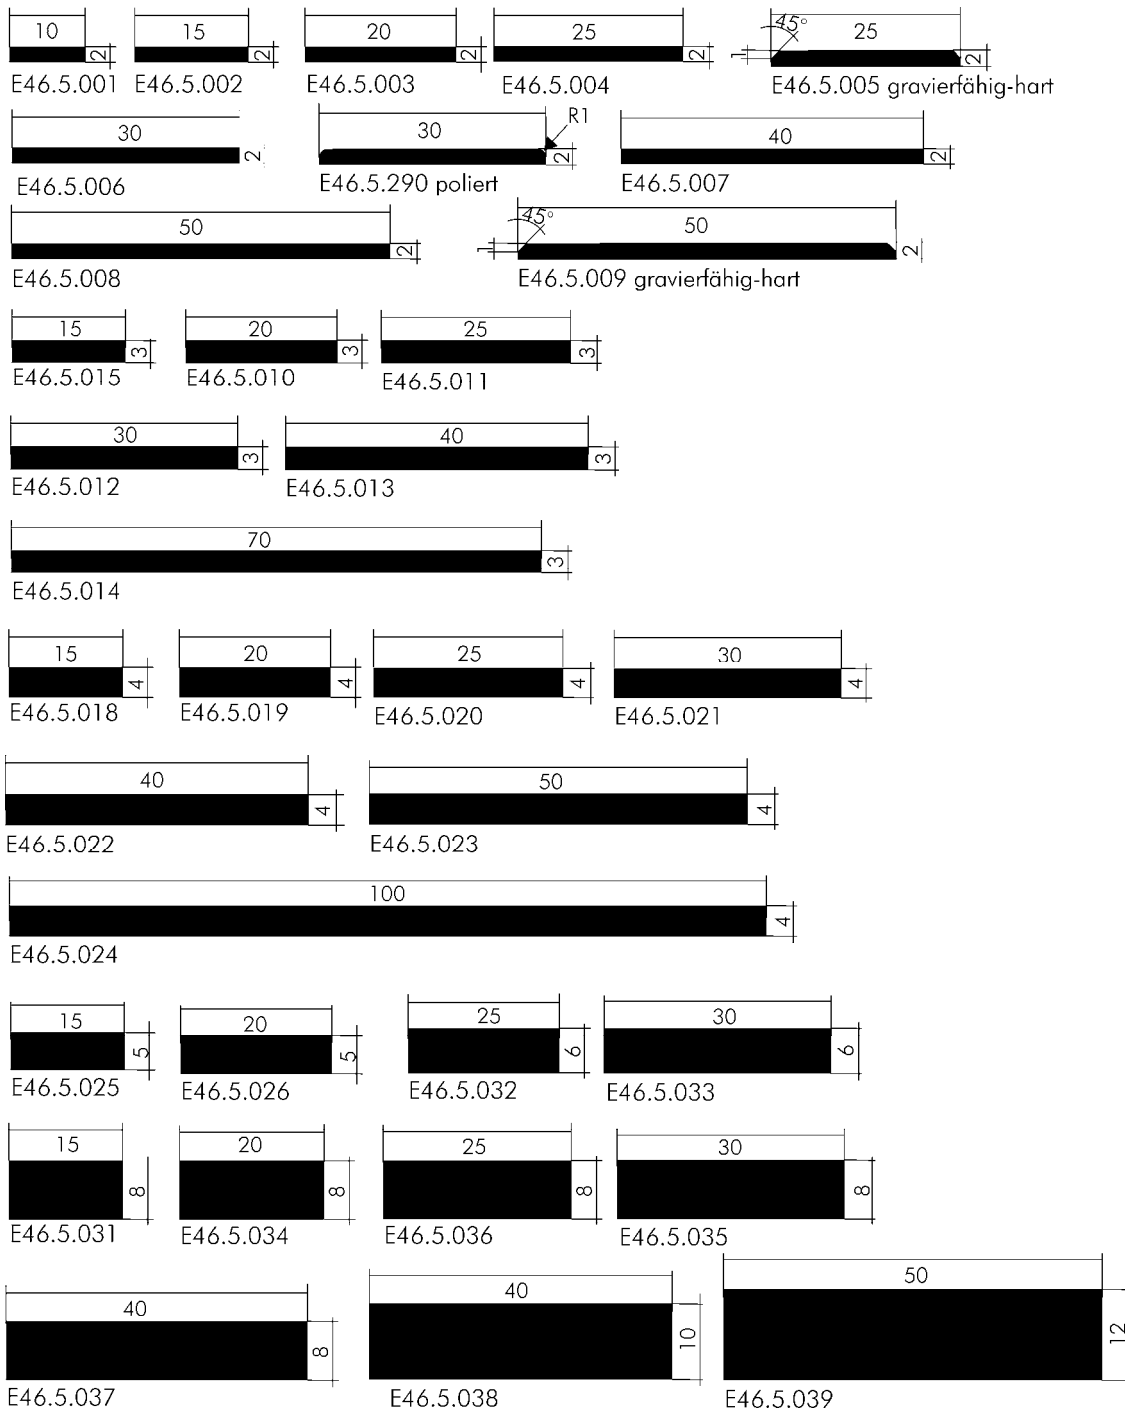 10 15 20 25 45° 25
2 2 2 2 1 2
E46.5.001 E46.5.002 E46.5.003 E46.5.004 E46.5.005 gravierfähig-hart
30 30 R1 40
2 2 2
E46.5.006 E46.5.290 poliert E46.5.007
50 45° 50
2 1 2
E46.5.008 E46.5.009 gravierfähig-hart
15 20 25
3 3 3
E46.5.015 E46.5.010 E46.5.011
30 40
3 3
E46.5.012 E46.5.013
70
3
E46.5.014
15 20 25 30
4 4 4 4
E46.5.018 E46.5.019 E46.5.020 E46.5.021
40 50
4 4
E46.5.022 E46.5.023
100
4
E46.5.024
15 20 25 30
5 5 6 6
E46.5.025 E46.5.026 E46.5.032 E46.5.033
15 20 25 30
8 8 8 8
E46.5.031 E46.5.034 E46.5.036 E46.5.035
40 40 50
8 10 12
E46.5.037 E46.5.038 E46.5.039